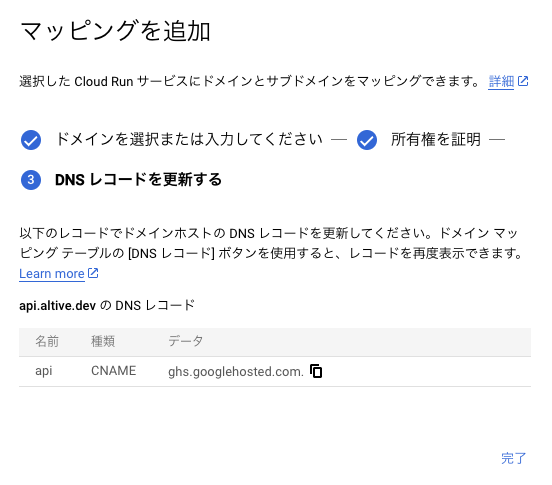 マッピングを追加
選択した Cloud Run サービスにドメインとサブドメインをマッピングできます。 詳細
ドメインを選択または入力してください — 所有権を証明 —
3 DNS レコードを更新する
以下のレコードでドメインホストの DNS レコードを更新してください。ドメイン マッ
ピング テーブルの [DNS レコード] ボタンを使用すると、レコードを再度表示できます。
Learn more
api.altive.dev の DNS レコード
名前 種類 データ
api CNAME ghs.googlehosted.com.
完了